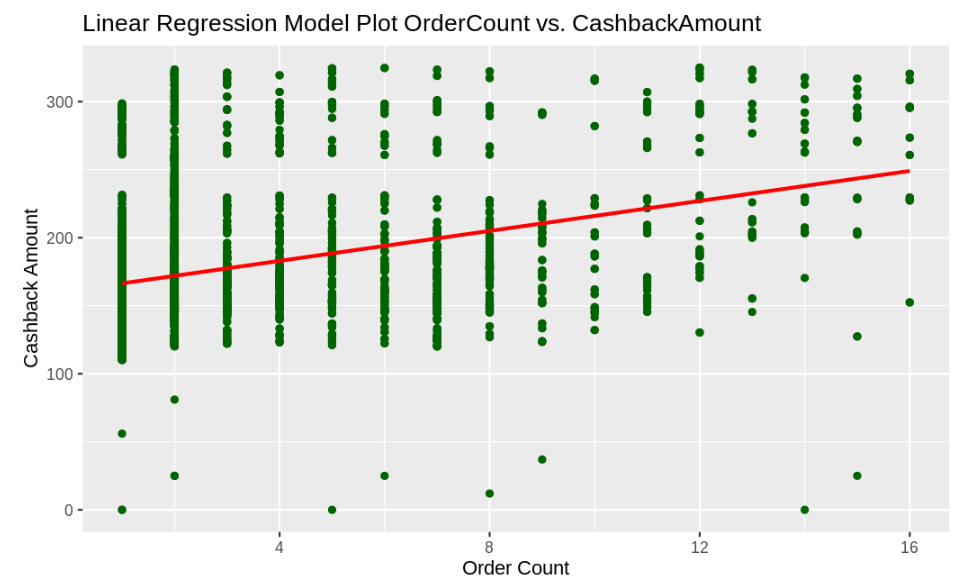 Linear Regression Model Plot OrderCount vs. CashbackAmount
300
200
100
0
Cashback Amount
4 8 12 16
Order Count